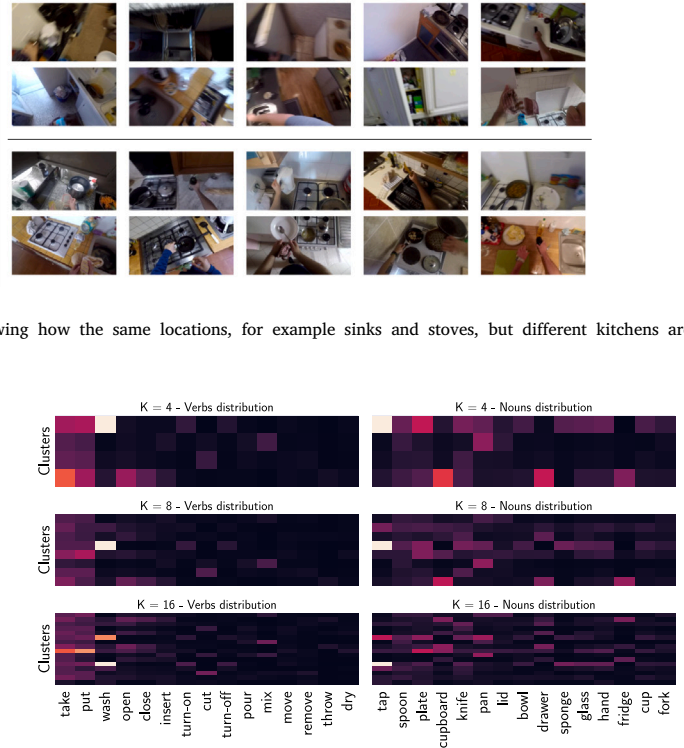 wing how the same locations, for example sinks and stoves, but different kitchens ar
K = 4 - Verbs distribution
K = 4 - Nouns distribution
Clusters
K = 8 - Verbs distribution
K = 8 - Nouns distribution
Clusters
K = 16 - Verbs distribution
K = 16 - Nouns distribution
Clusters
take
put
wash
open
close
insert
turn-on
cut
turn-off
pour
mix
move
remove
throw
dry
tap
spoon
plate
cupboard
knife
pan
lid
bowl
drawer
sponge
glass
hand
fridge
cup
fork